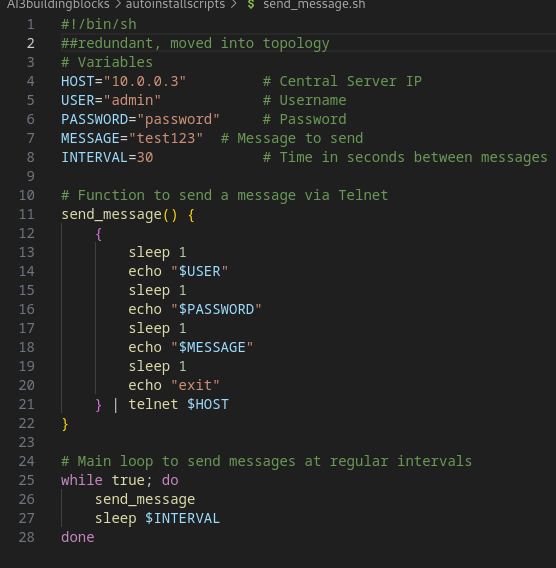 AI3buildingblocks > autoinstallscripts > $ send_message.sh
1 #!/bin/sh
2 ##redundant, moved into topology
3 # Variables
4 HOST="10.0.0.3" # Central Server IP
5 USER="admin" # Username
6 PASSWORD="password" # Password
7 MESSAGE="test123" # Message to send
8 INTERVAL=30 # Time in seconds between messages
9
10 # Function to send a message via Telnet
11 send_message() {
12 {
13 sleep 1
14 echo "$USER"
15 sleep 1
16 echo "$PASSWORD"
17 sleep 1
18 echo "$MESSAGE"
19 sleep 1
20 echo "exit"
21 } | telnet $HOST
22 }
23
24 # Main loop to send messages at regular intervals
25 while true; do
26 send_message
27 sleep $INTERVAL
28 done